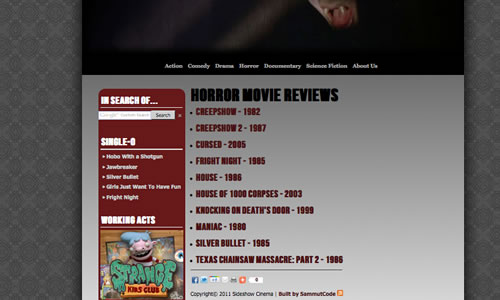 Action Comedy Drama Horror Documentary Science Fiction About Us
IN SEARCH OF...
Google™ Custom Search
Search
×
SINGLE-O
Hobo With a Shotgun
Jawbreaker
Silver Bullet
Girls Just Want To Have Fun
Fright Night
WORKING ACTS
STRANGE
KIDS CLUB
HORROR MOVIE REVIEWS
CREEPSHOW - 1982
CREEPSHOW 2 - 1987
CURSED - 2005
FRIGHT NIGHT - 1985
HOUSE - 1986
HOUSE OF 1000 CORPSES - 2003
KNOCKING ON DEATH'S DOOR - 1999
MANIAC - 1980
SILVER BULLET - 1985
TEXAS CHAINSAW MASSACRE: PART 2 - 1986
0
Copyright© 2011 Sideshow Cinema | Built by SammutCode